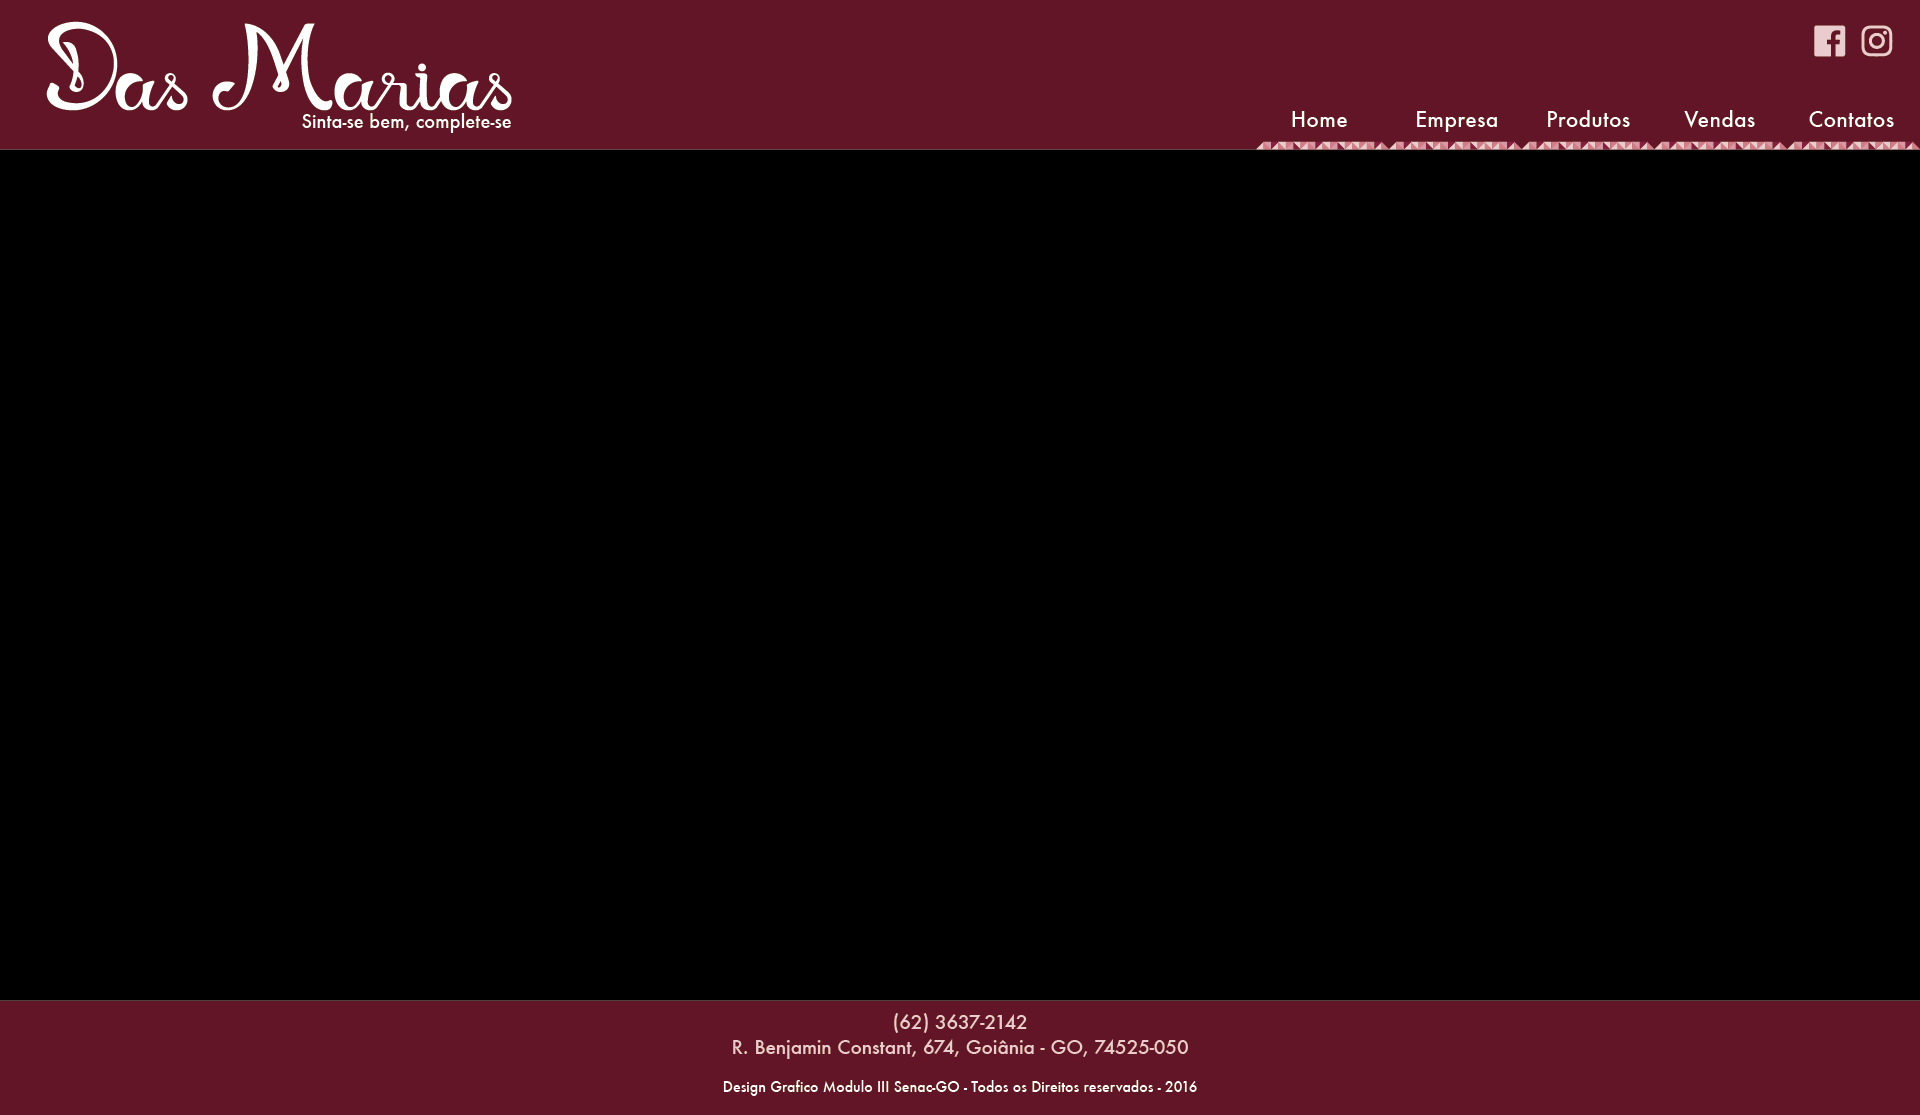 Das Marias
Sinta-se bem, complete-se
Home Empresa Produtos Vendas Contatos
(62) 3637-2142
R. Benjamin Constant, 674, Goiânia - GO, 74525-050
Design Grafico Modulo III Senac-GO - Todos os Direitos reservados - 2016